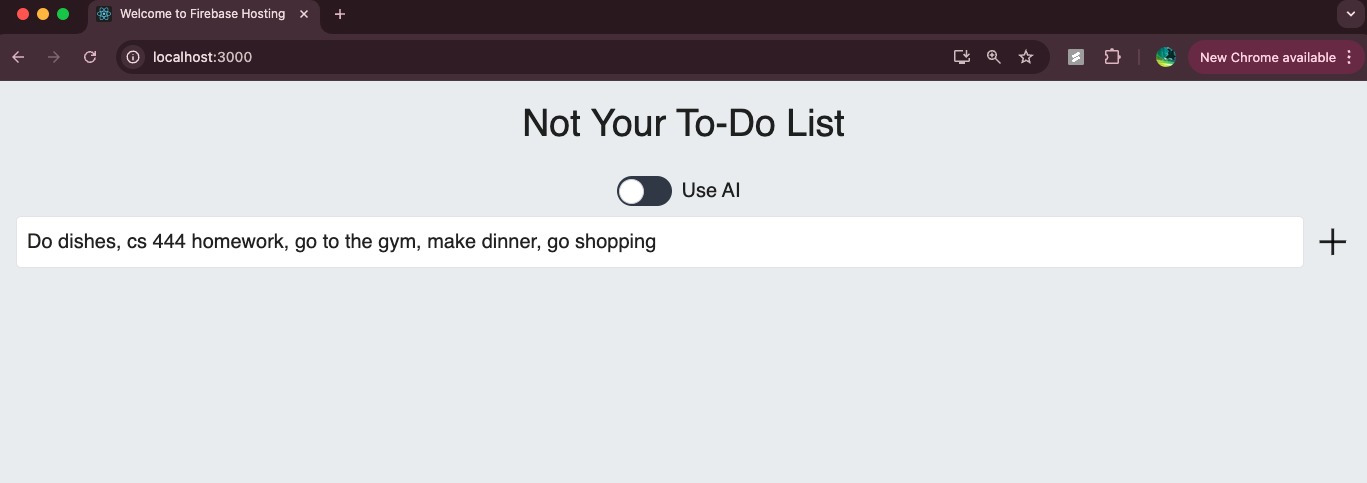 Welcome to Firebase Hosting
localhost:3000
New Chrome available
Not Your To-Do List
Use AI
Do dishes, cs 444 homework, go to the gym, make dinner, go shopping